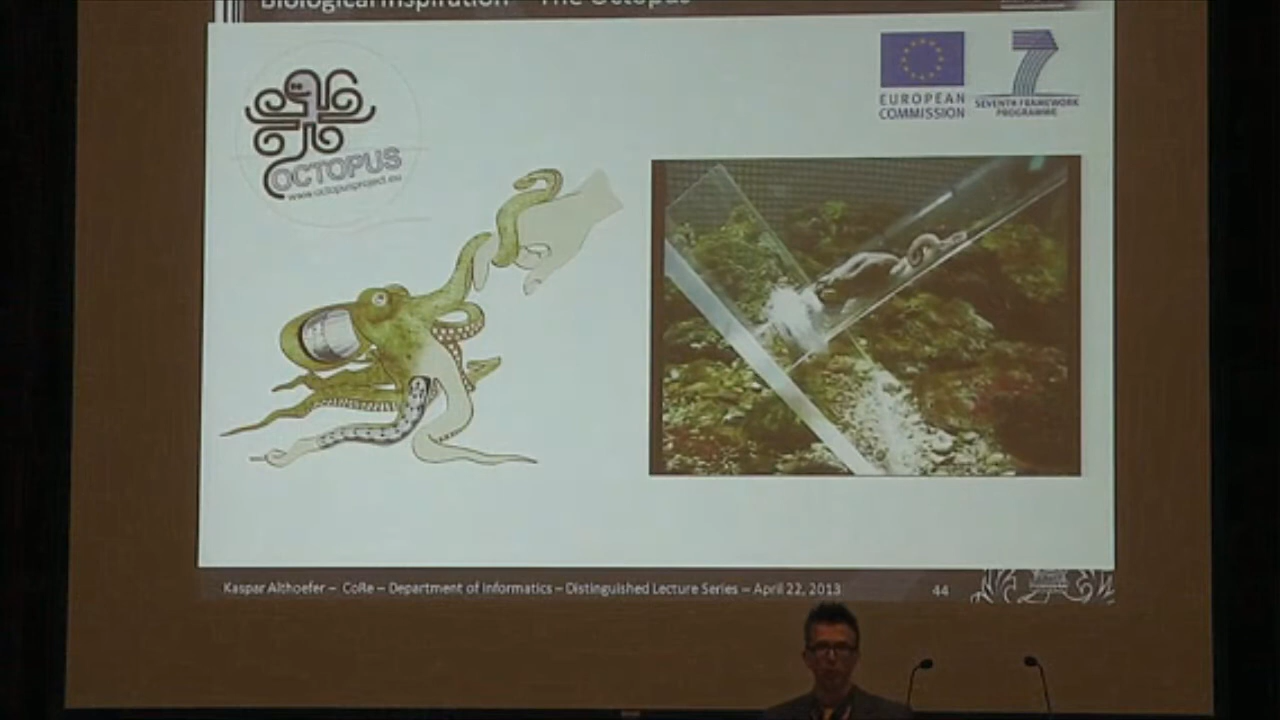 Biological Inspiration – The Octopus
OCTOPUS
www.octopusproject.eu
EUROPEAN
COMMISSION
7
SEVENTH FRAMEWORK
PROGRAMME
Kaspar Althoefer – CoRe – Department of Informatics – Distinguished Lecture Series – April 22, 2013
44